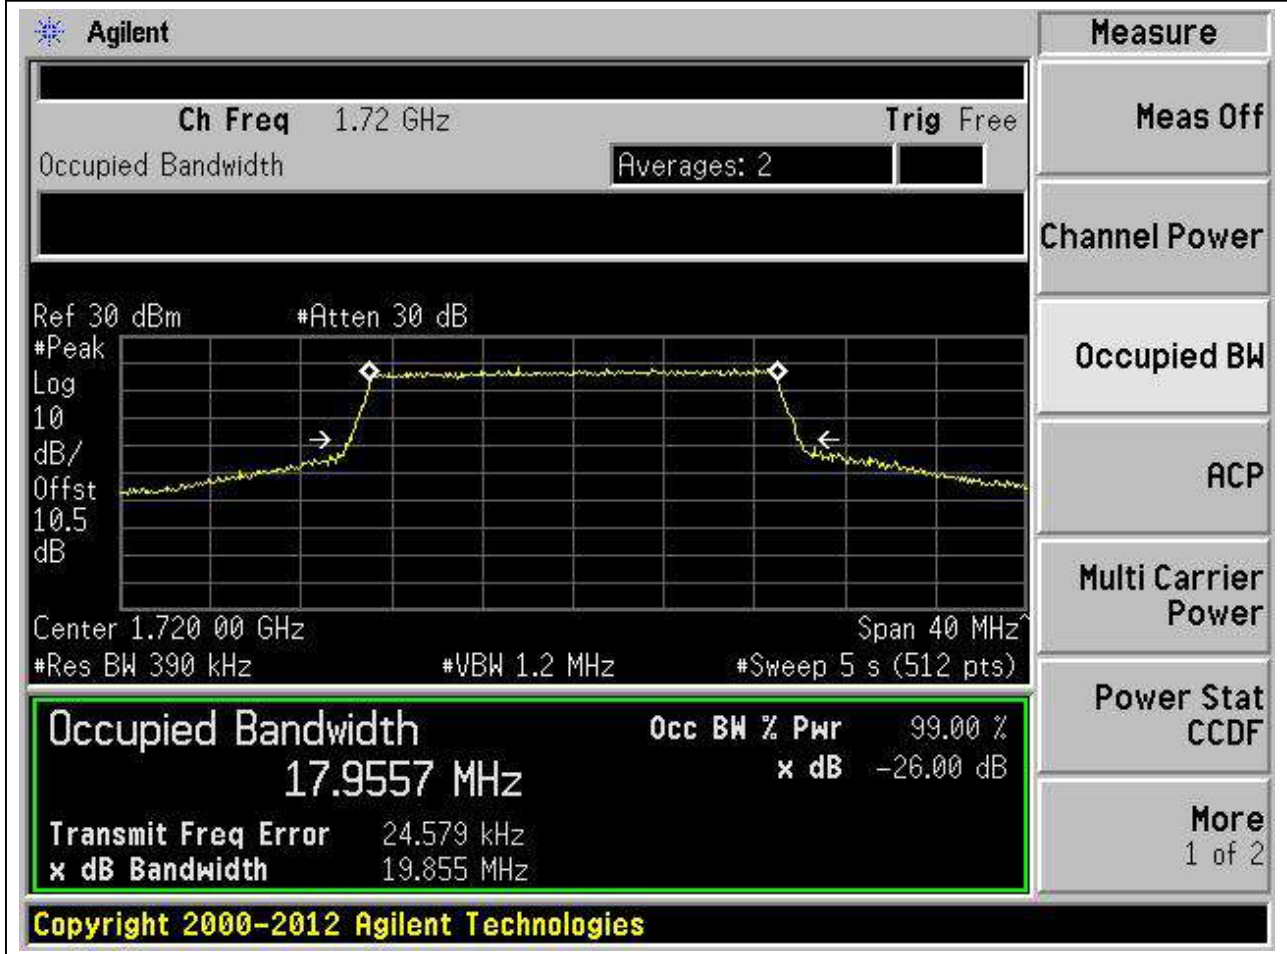 Agilent
Measure
Ch Freq 1.72 GHz Trig Free
Occupied Bandwidth Averages: 2
Meas Off
Channel Power
Occupied BW
ACP
Multi Carrier
Power
Power Stat
CCDF
More
1 of 2
Ref 30 dBm #Atten 30 dB
#Peak
Log
10
dB/
Offst
10.5
dB
Center 1.720 00 GHz Span 40 MHz^
#Res BW 390 kHz #VBW 1.2 MHz #Sweep 5 s (512 pts)
Occupied Bandwidth Occ BW % Pwr 99.00 %
17.9557 MHz x dB -26.00 dB
Transmit Freq Error 24.579 kHz
x dB Bandwidth 19.855 MHz
Copyright 2000-2012 Agilent Technologies